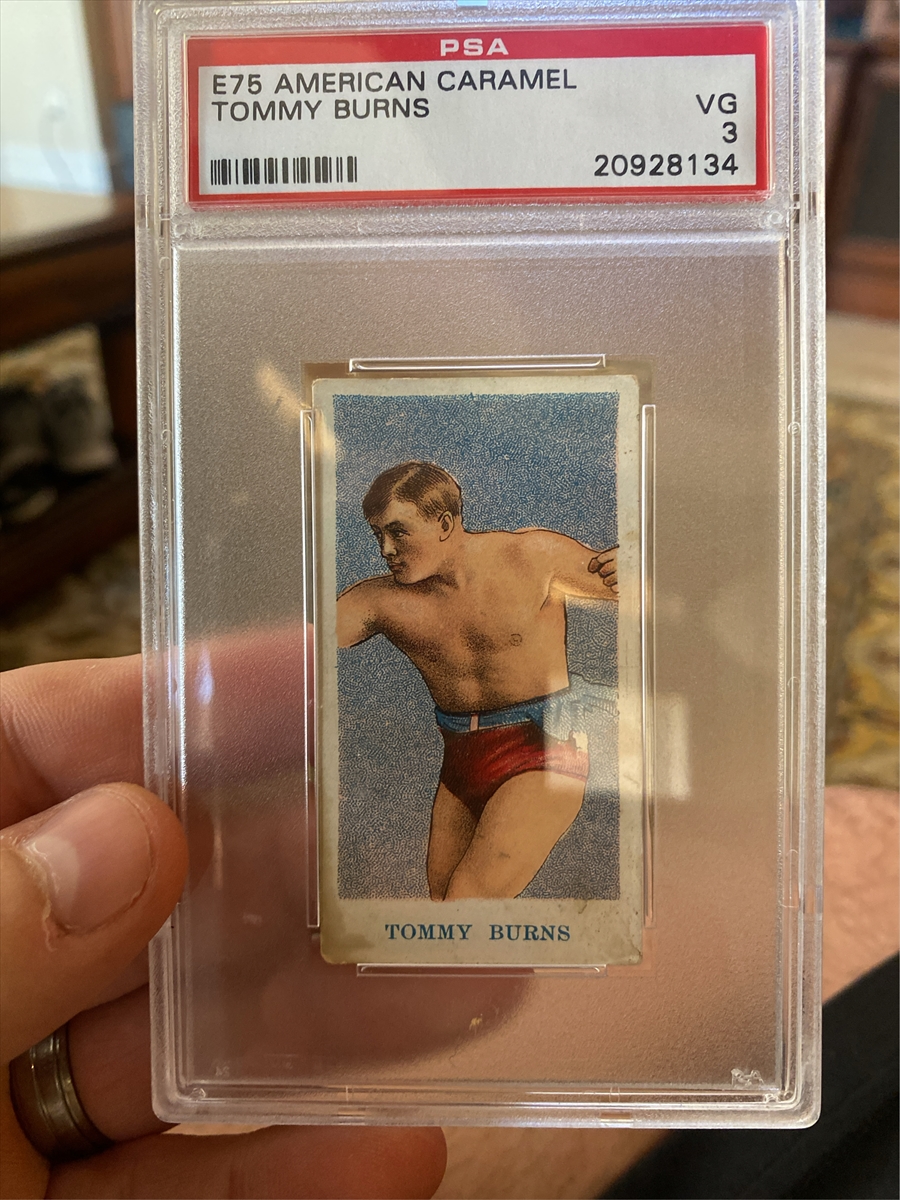 PSA
E75 AMERICAN CARAMEL
TOMMY BURNS
VG
3
20928134
TOMMY BURNS